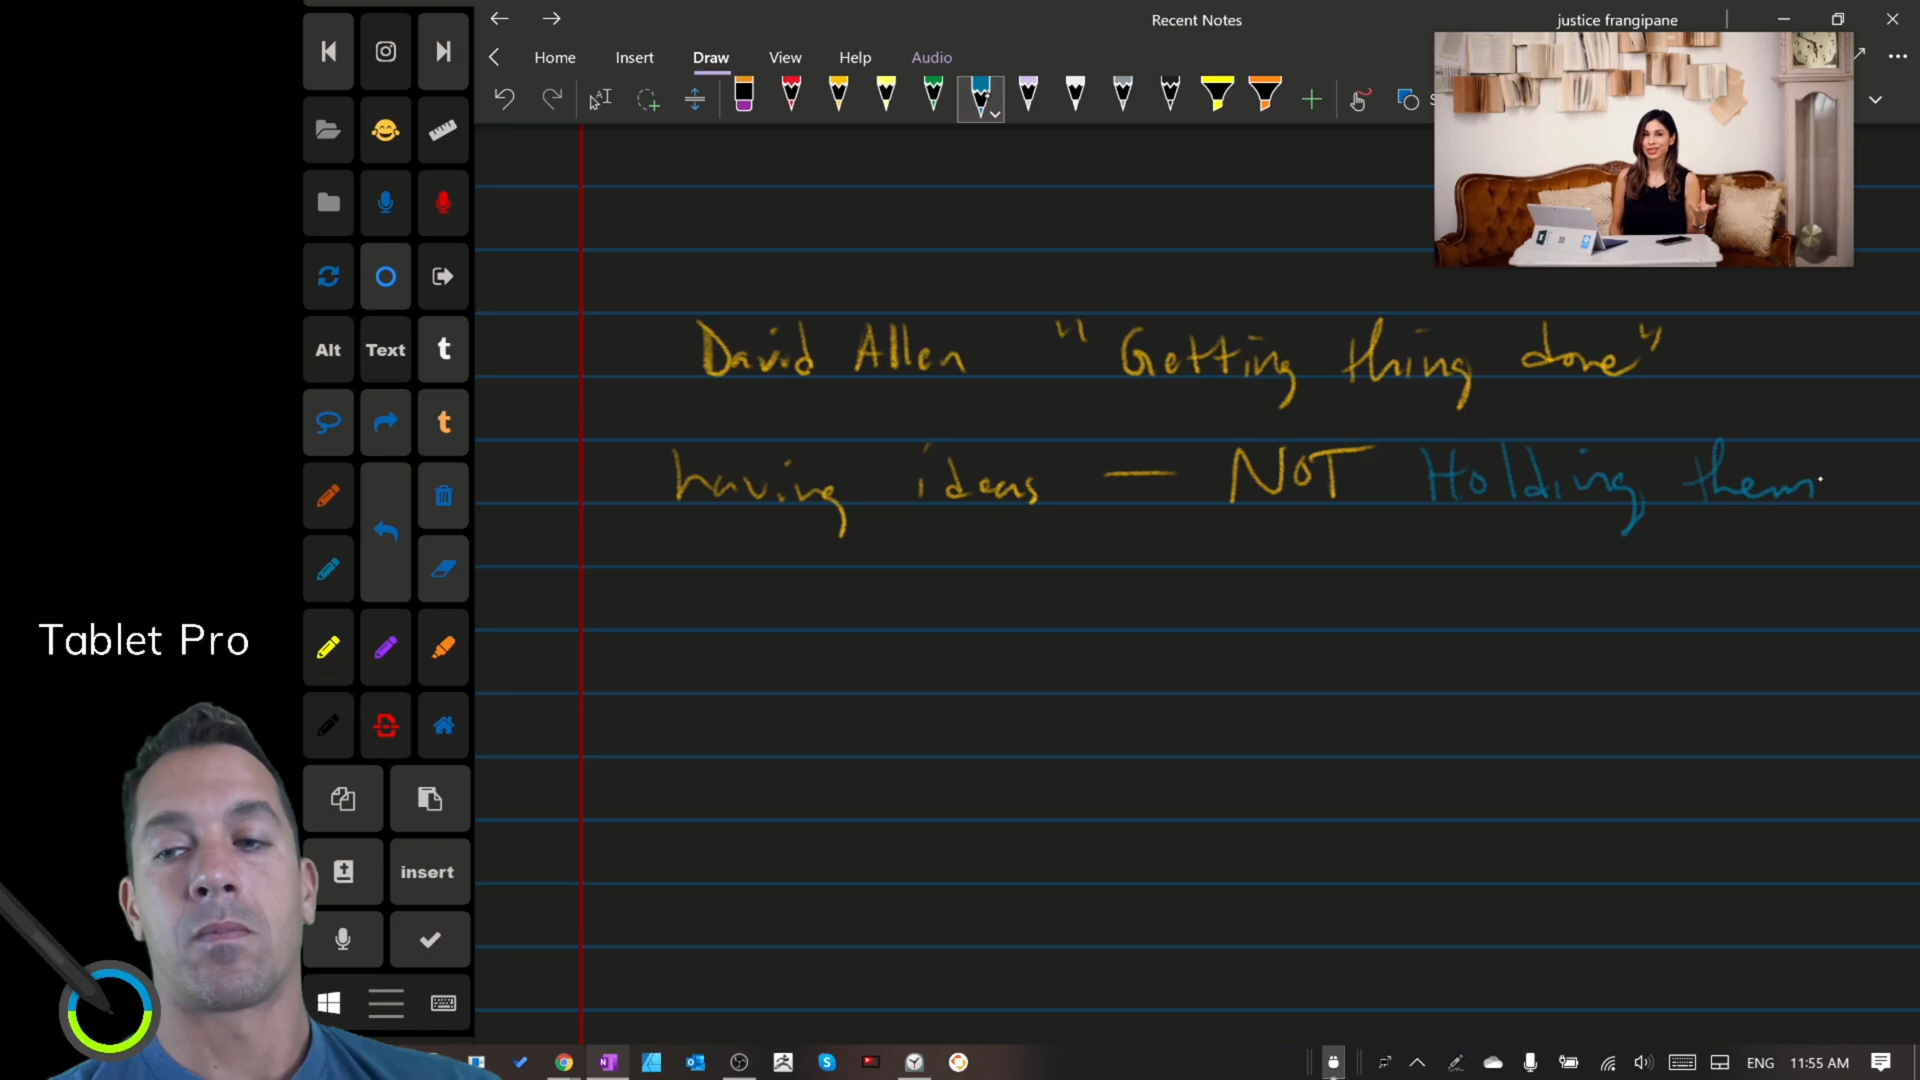 Recent Notes
justice frangipane
Home Insert Draw View Help Audio
Alt Text t
t
David Allen "Getting thing done"
having ideas — NOT Holding them
Tablet Pro
insert
ENG 11:55 AM